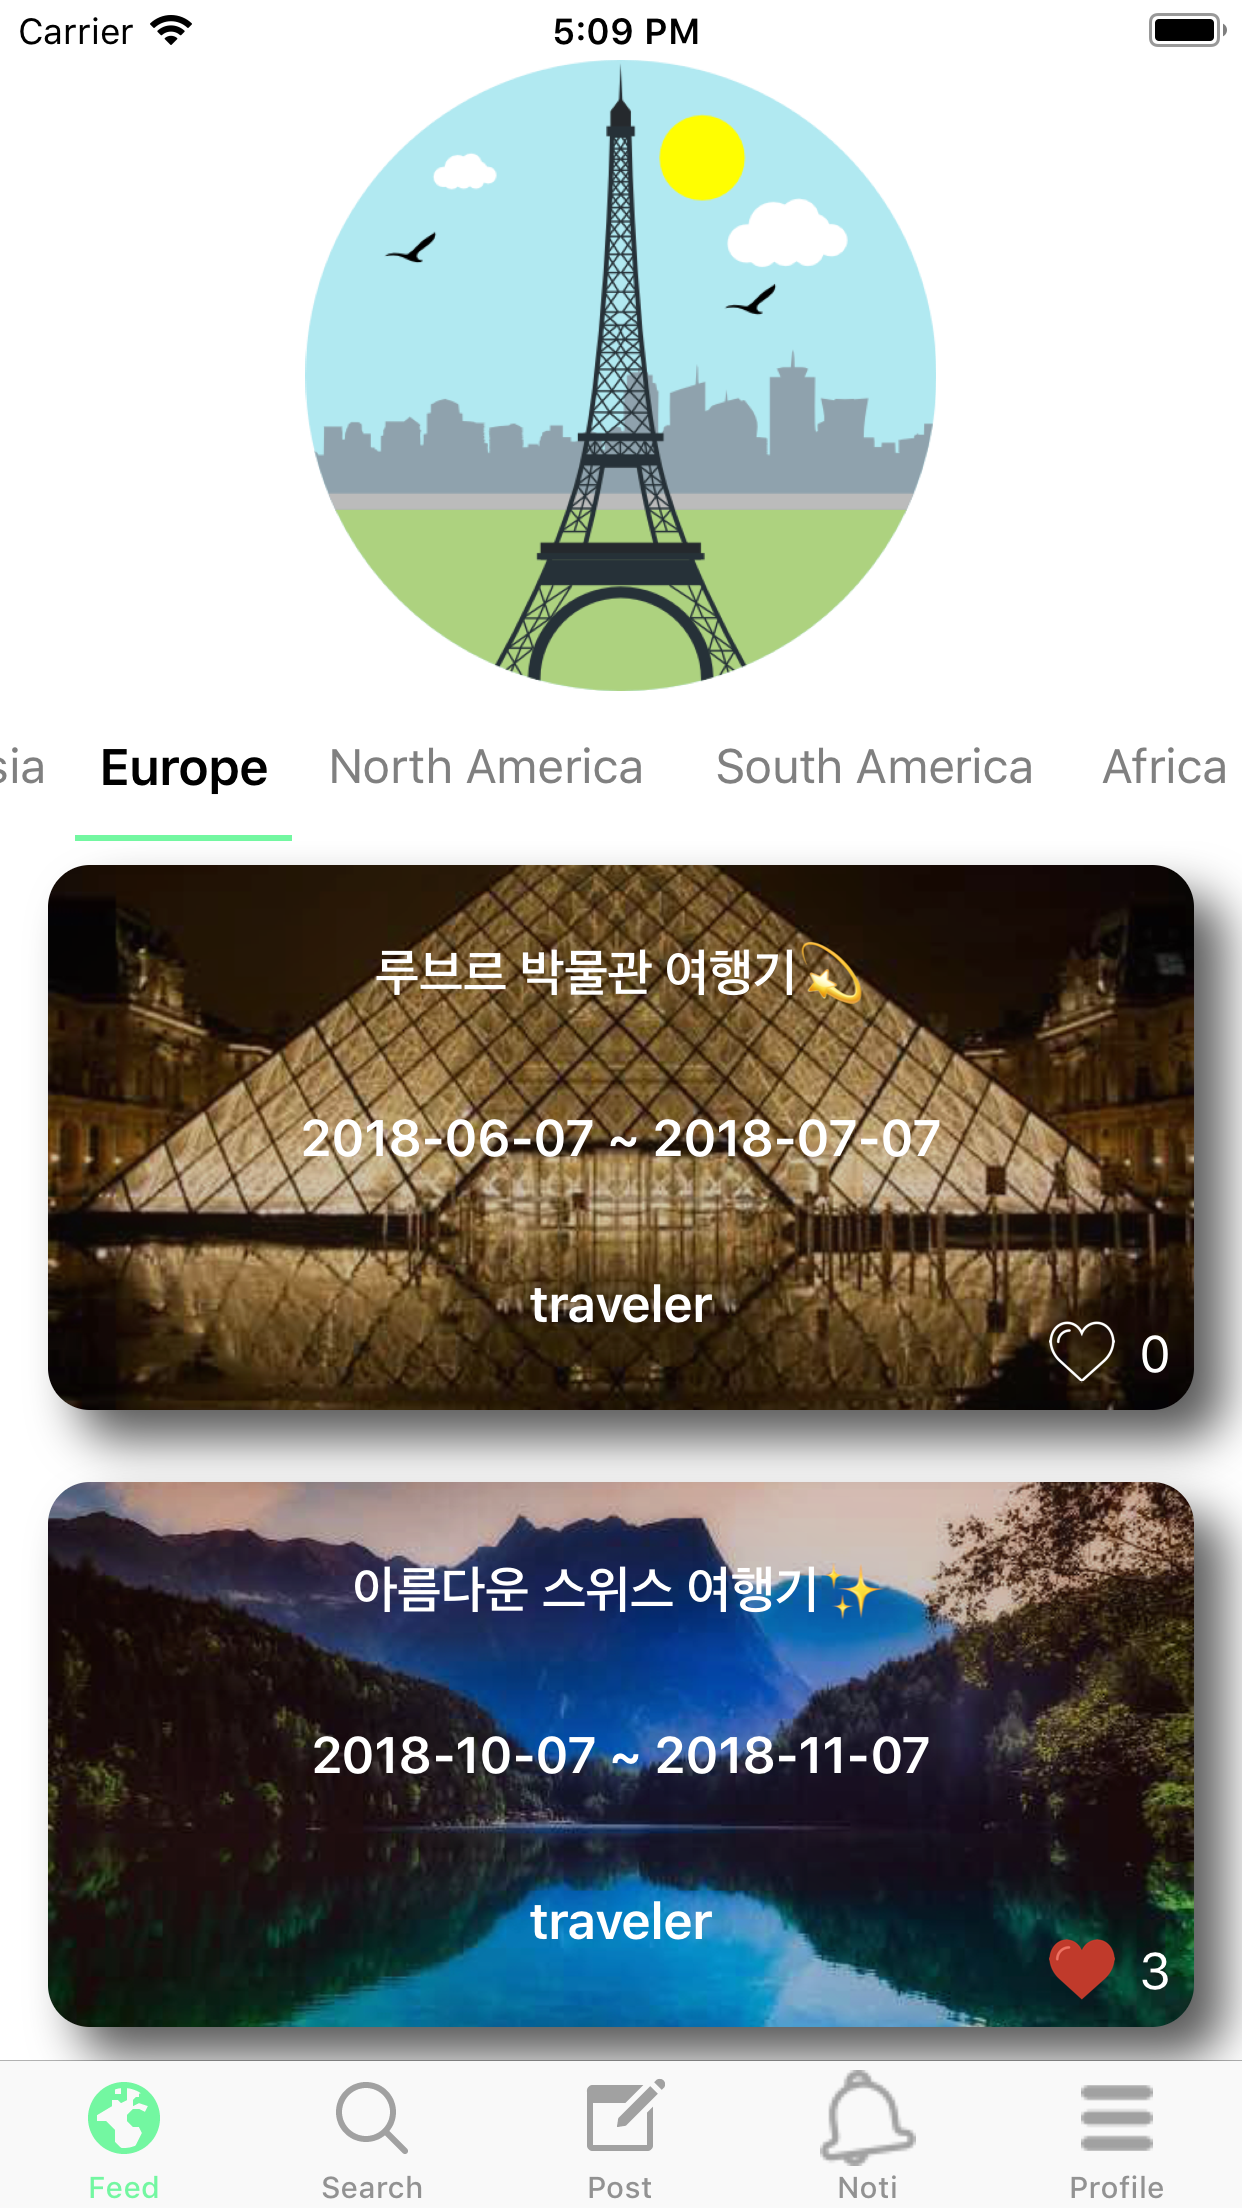 Carrier 5:09 PM
sia Europe North America South America Africa
루브르 박물관 여행기💫
2018-06-07 ~ 2018-07-07
traveler
0
아름다운 스위스 여행기✨
2018-10-07 ~ 2018-11-07
traveler
3
Feed Search Post Noti Profile